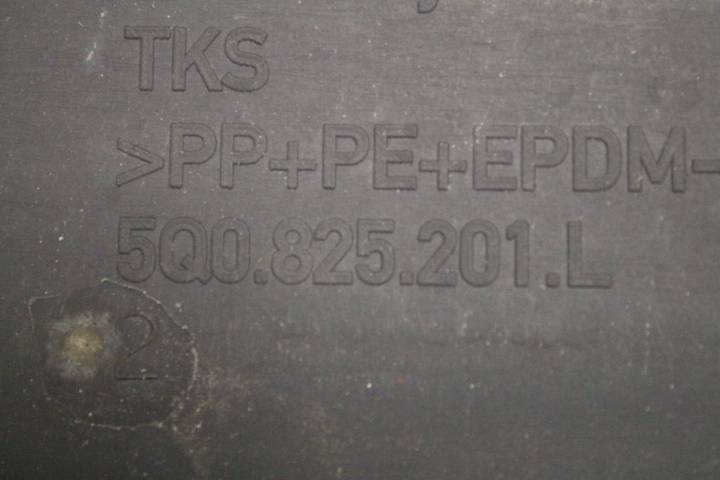 TKS
>PP+PE+EPDM-
5Q0.825.201.L
2